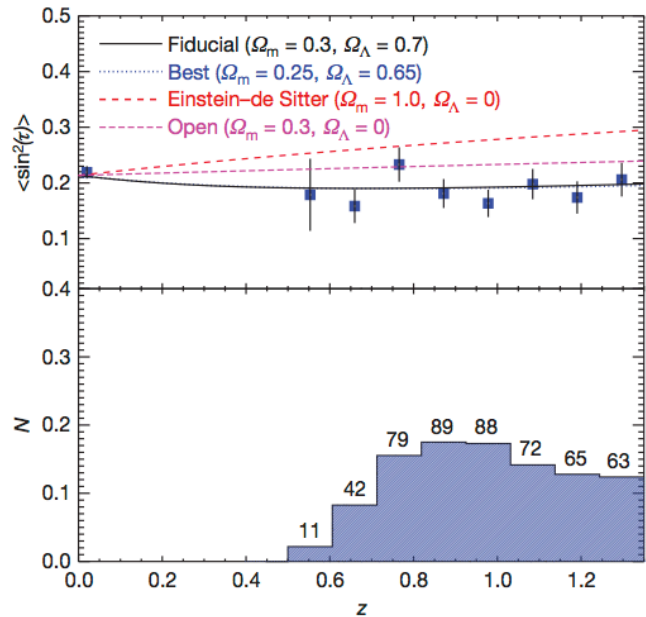 0.5
Fiducial (Ωm = 0.3, ΩΛ = 0.7)
Best (Ωm = 0.25, ΩΛ = 0.65)
0.4
Einstein–de Sitter (Ωm = 1.0, ΩΛ = 0)
Open (Ωm = 0.3, ΩΛ = 0)
<sin²(τ)>
0.3
0.2
0.1
0.4
0.3
N
0.2
79 89 88
72 65 63
42
0.1
11
0.0
0.0 0.2 0.4 0.6 0.8 1.0 1.2
z